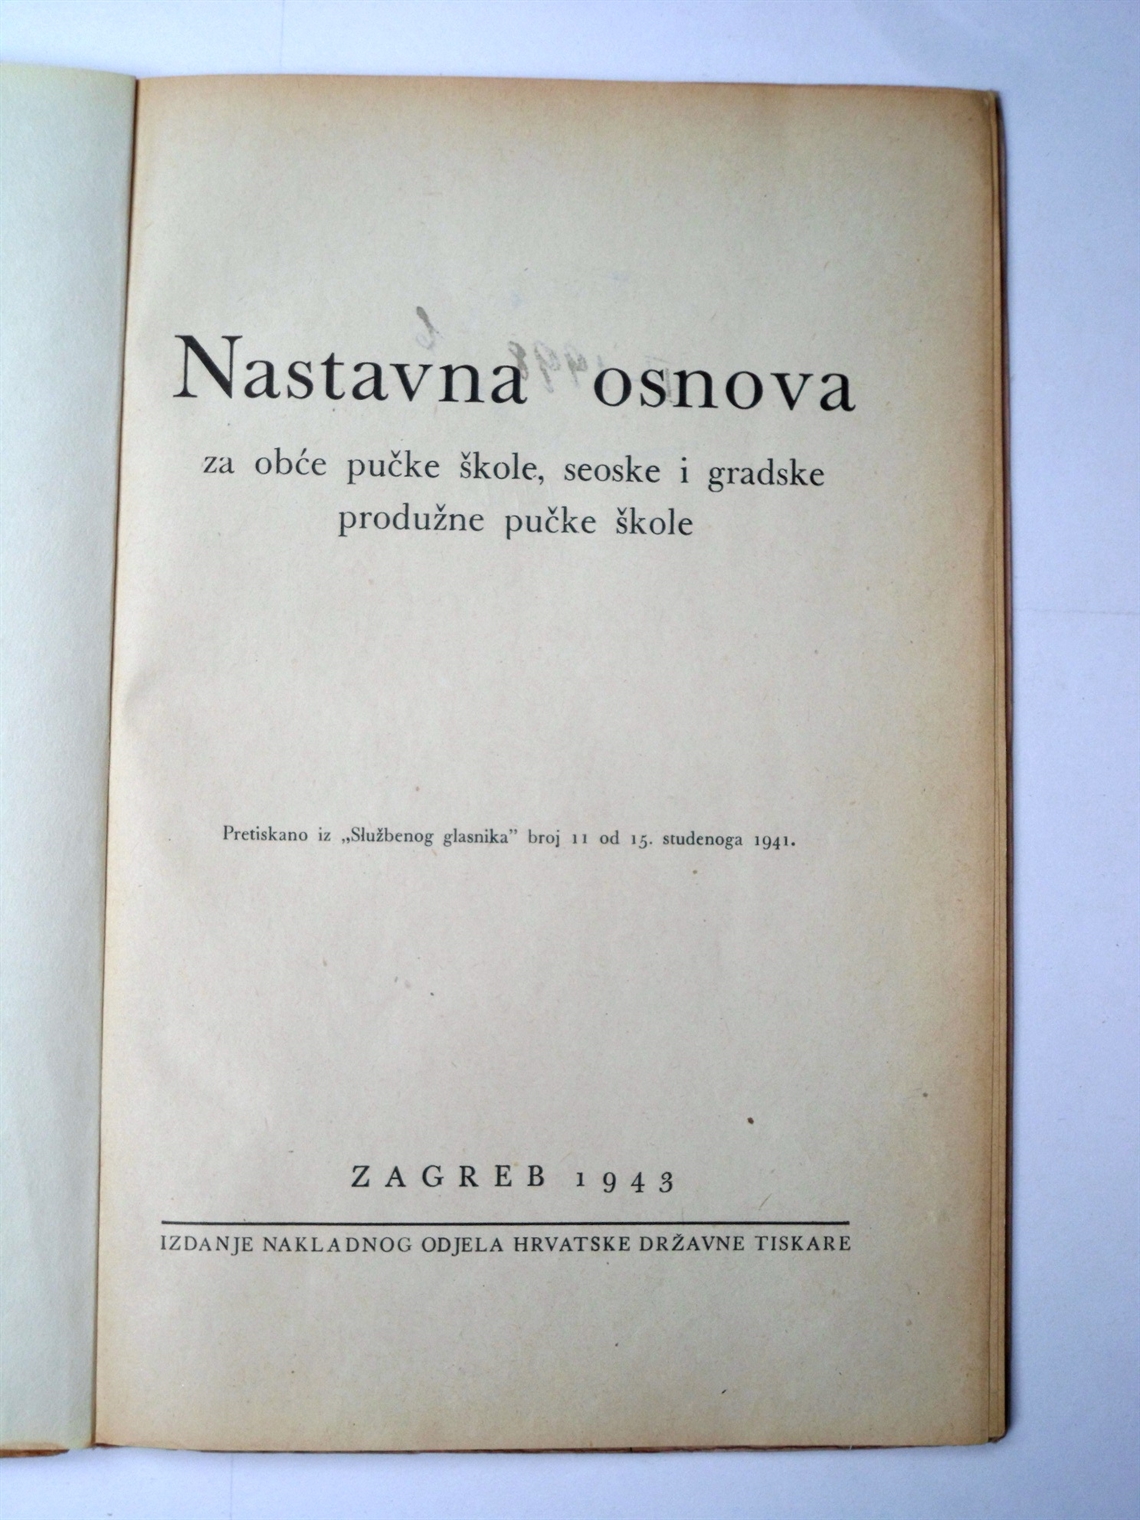 Nastavna osnova
za obće pučke škole, seoske i gradske
produžne pučke škole
Pretiskano iz „Službenog glasnika” broj 11 od 15. studenoga 1941.
ZAGREB 1943
IZDANJE NAKLADNOG ODJELA HRVATSKE DRŽAVNE TISKARE